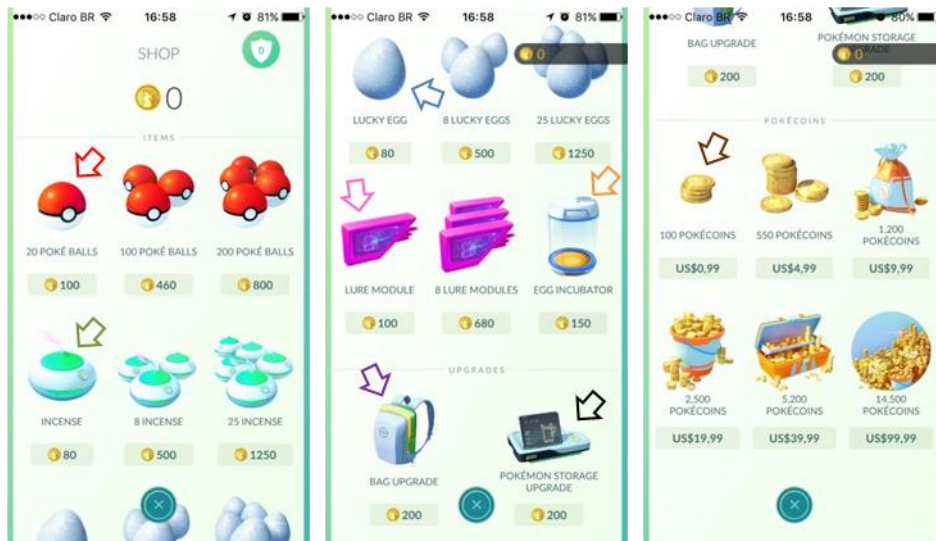 Claro BR 16:58 81%
SHOP
0
0
ITEMS
20 POKÉ BALLS 100 POKÉ BALLS 200 POKÉ BALLS
100 460 800
INCENSE 8 INCENSE 25 INCENSE
80 500 1250
Claro BR 16:58 81%
0
LUCKY EGG 8 LUCKY EGGS 25 LUCKY EGGS
80 500 1250
LURE MODULE 8 LURE MODULES EGG INCUBATOR
100 680 150
UPGRADES
BAG UPGRADE POKÉMON STORAGE
UPGRADE
200 200
Claro BR 16:58 80%
BAG UPGRADE POKÉMON STORAGE
UPGRADE
0
200 200
POKÉCOINS
100 POKÉCOINS 550 POKÉCOINS 1,200
POKÉCOINS
US$0,99 US$4,99 US$9,99
2,500 5,200 14,500
POKÉCOINS POKÉCOINS POKÉCOINS
US$19,99 US$39,99 US$99,99